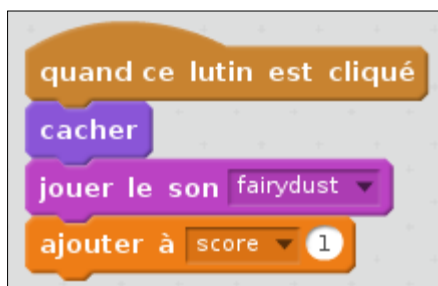 quand ce lutin est cliqué
cacher
jouer le son fairydust
ajouter à score 1